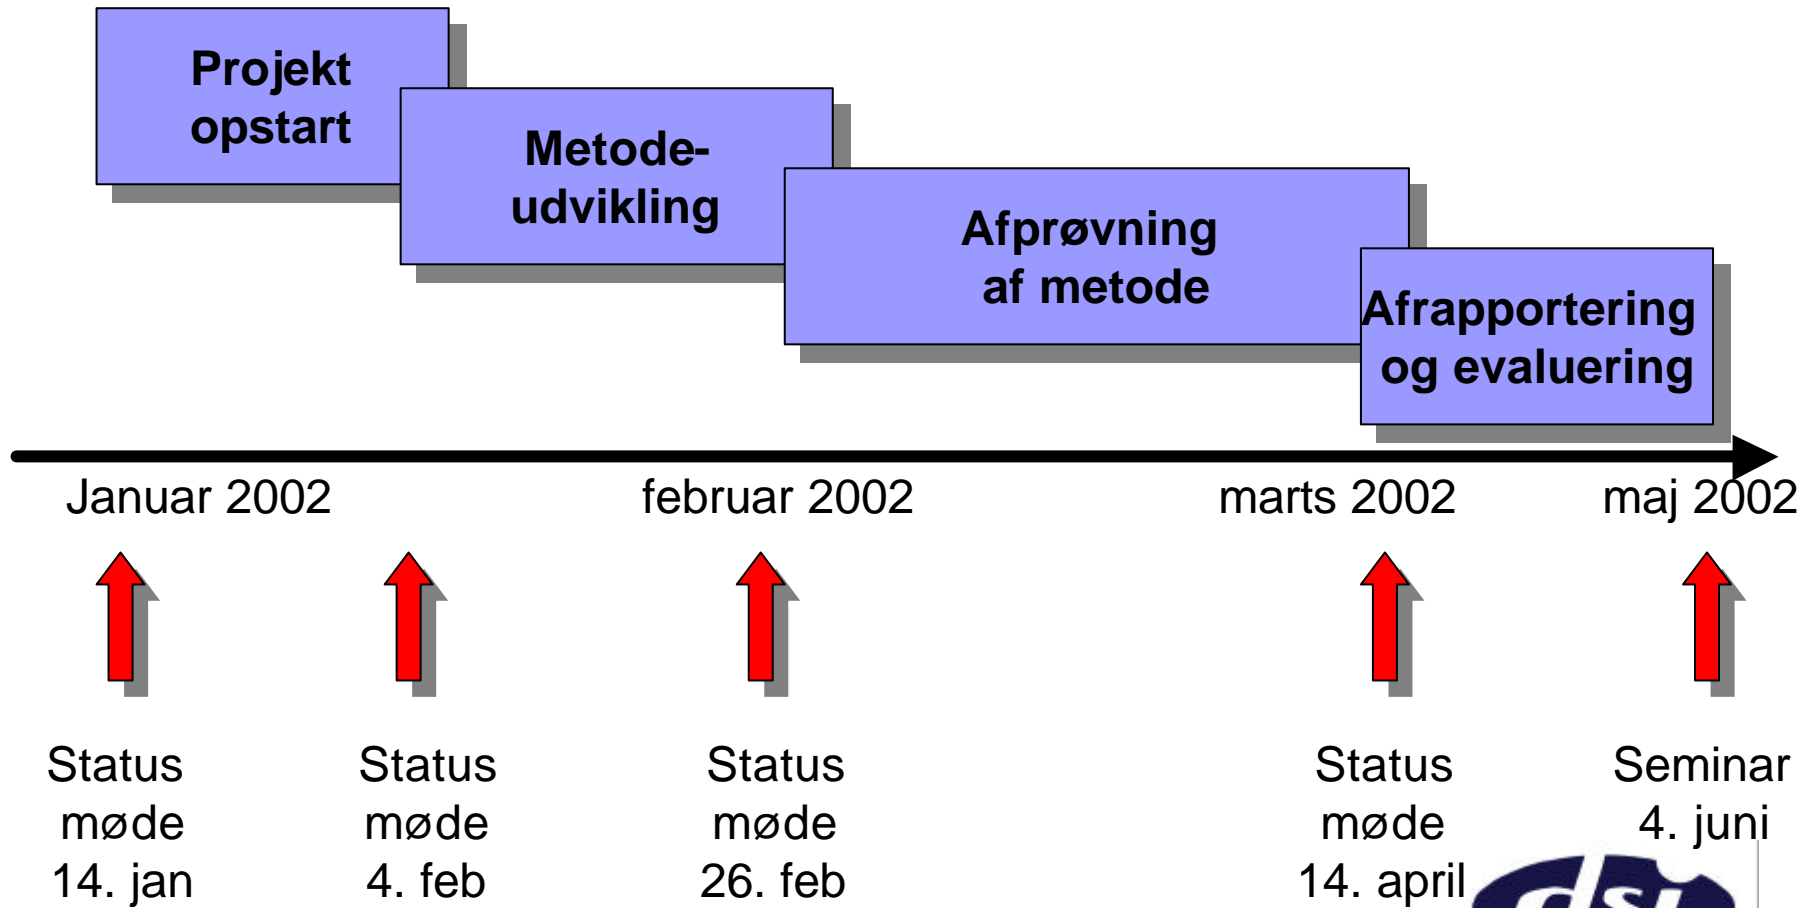 Projekt
opstart
Metode-
udvikling
Afprøvning
af metode
Afrapportering
og evaluering
Januar 2002
februar 2002
marts 2002
maj 2002
Status
møde
14. jan
Status
møde
4. feb
Status
møde
26. feb
Status
møde
14. april
Seminar
4. juni
dsi